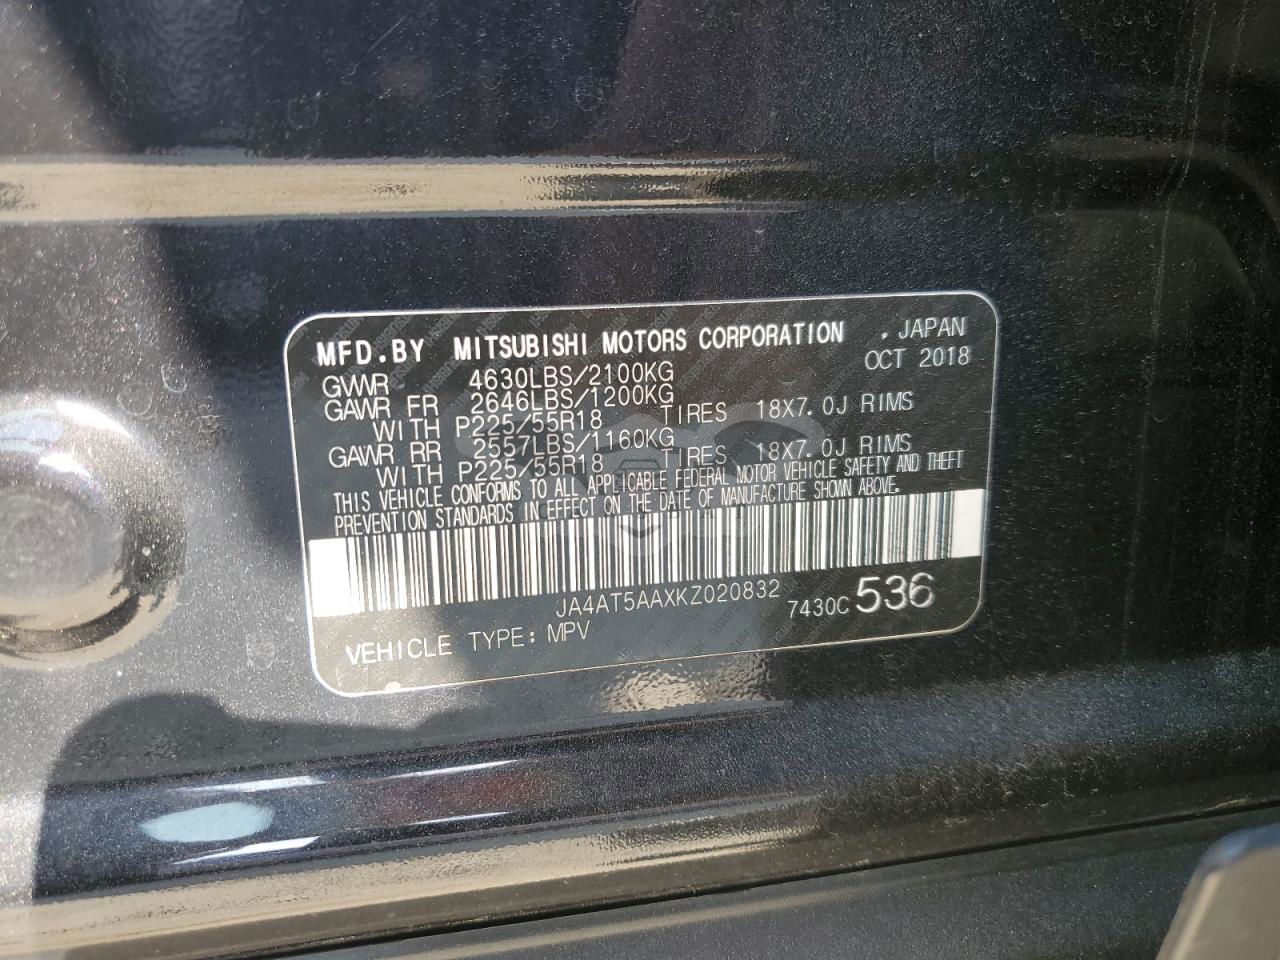 MFD.BY MITSUBISHI MOTORS CORPORATION , JAPAN
OCT 2018
GVWR 4630LBS/2100KG
GAWR FR 2646LBS/1200KG
WITH P225/55R18 TIRES 18X7.0J RIMS
GAWR RR 2557LBS/1160KG
WITH P225/55R18 TIRES 18X7.0J RIMS
THIS VEHICLE CONFORMS TO ALL APPLICABLE FEDERAL MOTOR VEHICLE SAFETY AND THEFT
PREVENTION STANDARDS IN EFFECT ON THE DATE OF MANUFACTURE SHOWN ABOVE.
JA4AT5AAXKZ020832
7430C 536
VEHICLE TYPE: MPV